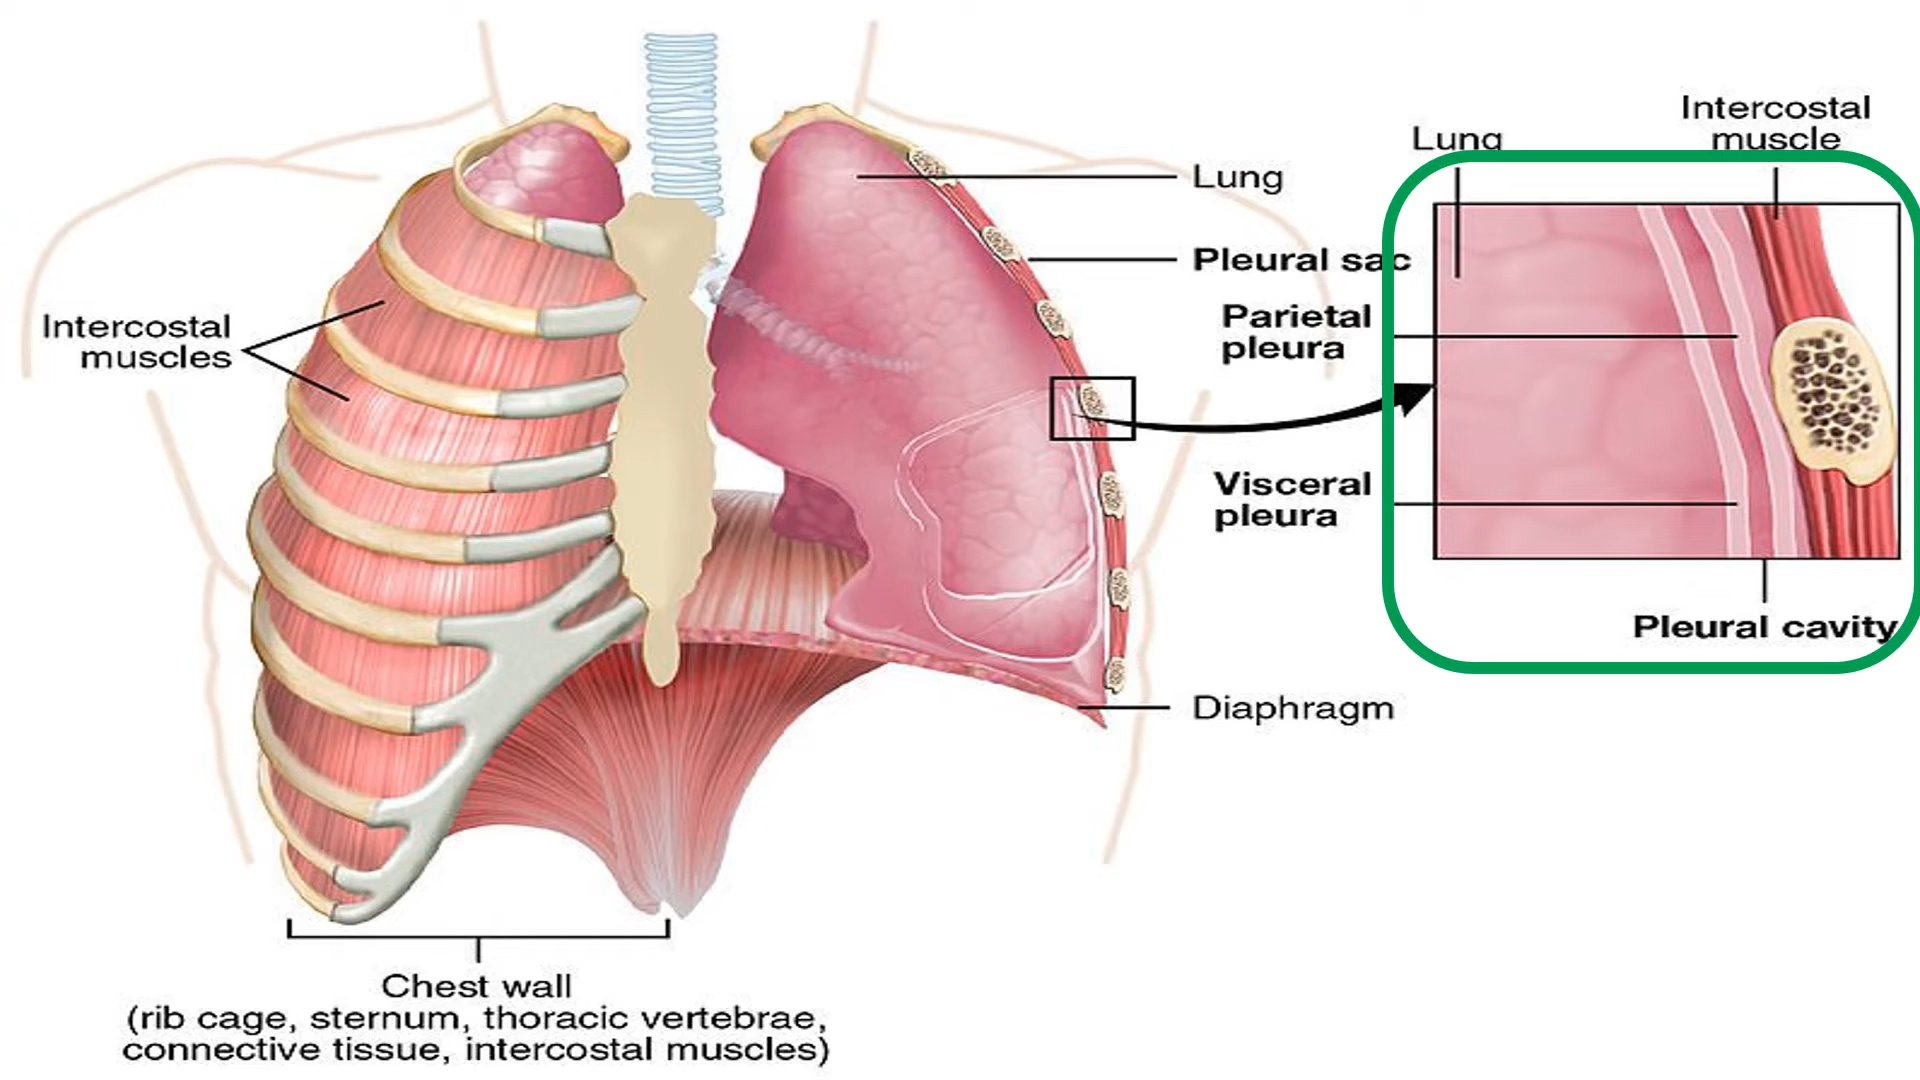 Intercostal
muscle
Lung
Lung
Pleural sac
Parietal
pleura
Intercostal
muscles
Visceral
pleura
Pleural cavity
Diaphragm
Chest wall
(rib cage, sternum, thoracic vertebrae,
connective tissue, intercostal muscles)